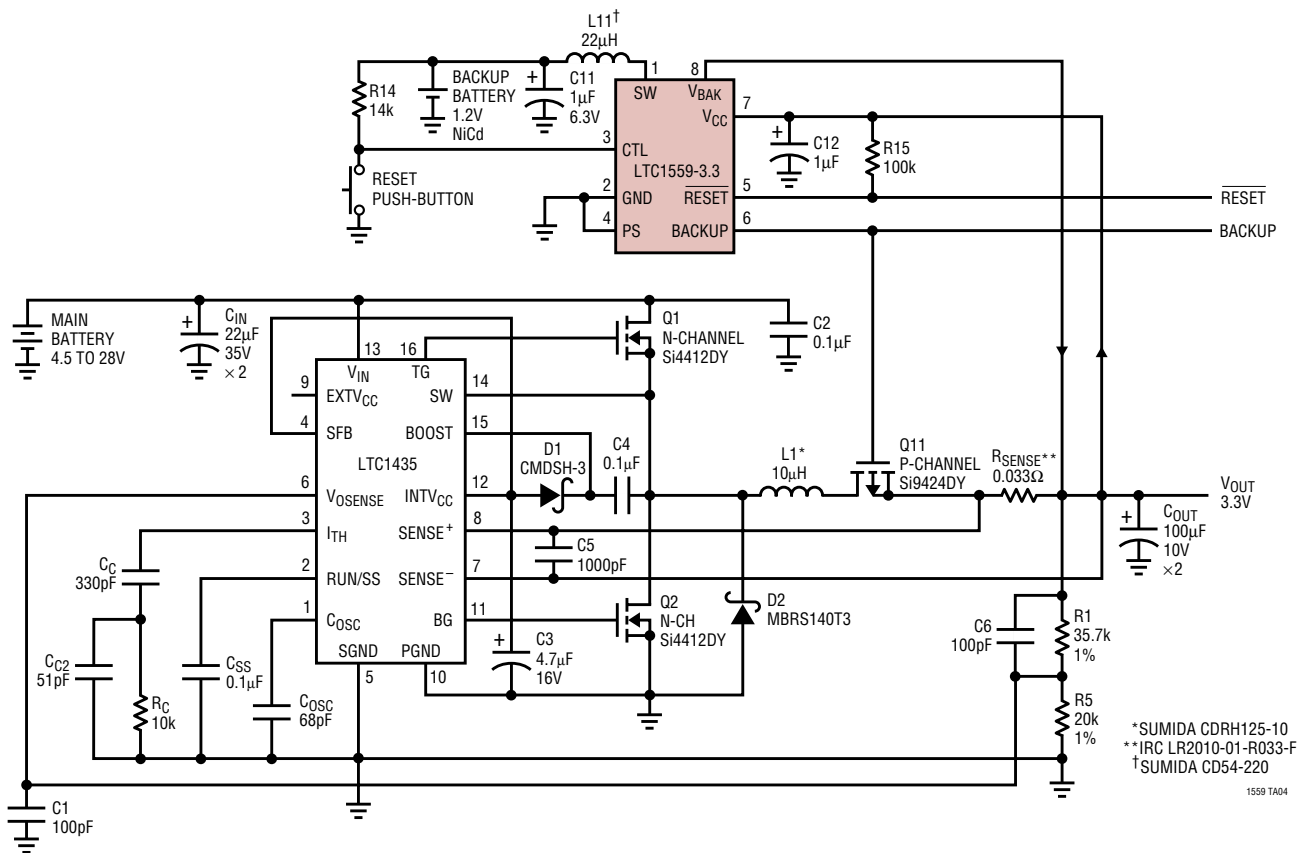 L11†
22µH
R14
14k
BACKUP
BATTERY
1.2V
NiCd
+
C11
1µF
6.3V
1
SW
8
VBAK
7
VCC
3
CTL
LTC1559-3.3
2
GND
RESET
5
4
PS
BACKUP
6
+
C12
1µF
R15
100k
RESET
BACKUP
RESET
PUSH-BUTTON
MAIN
BATTERY
4.5 TO 28V
+
CIN
22µF
35V
× 2
Q1
N-CHANNEL
Si4412DY
C2
0.1µF
13
VIN
16
TG
9
EXTVCC
SW
14
4
SFB
BOOST
15
LTC1435
6
VOSENSE
INTVCC
12
3
ITH
SENSE+
8
2
RUN/SS
SENSE–
7
1
COSC
BG
11
SGND
5
PGND
10
D1
CMDSH-3
C4
0.1µF
L1*
10µH
Q11
P-CHANNEL
Si9424DY
RSENSE**
0.033Ω
VOUT
3.3V
+
COUT
100µF
10V
×2
C5
1000pF
Q2
N-CH
Si4412DY
D2
MBRS140T3
+
C3
4.7µF
16V
CC
330pF
CC2
51pF
RC
10k
CSS
0.1µF
COSC
68pF
C6
100pF
R1
35.7k
1%
R5
20k
1%
C1
100pF
*SUMIDA CDRH125-10
**IRC LR2010-01-R033-F
†SUMIDA CD54-220
1559 TA04